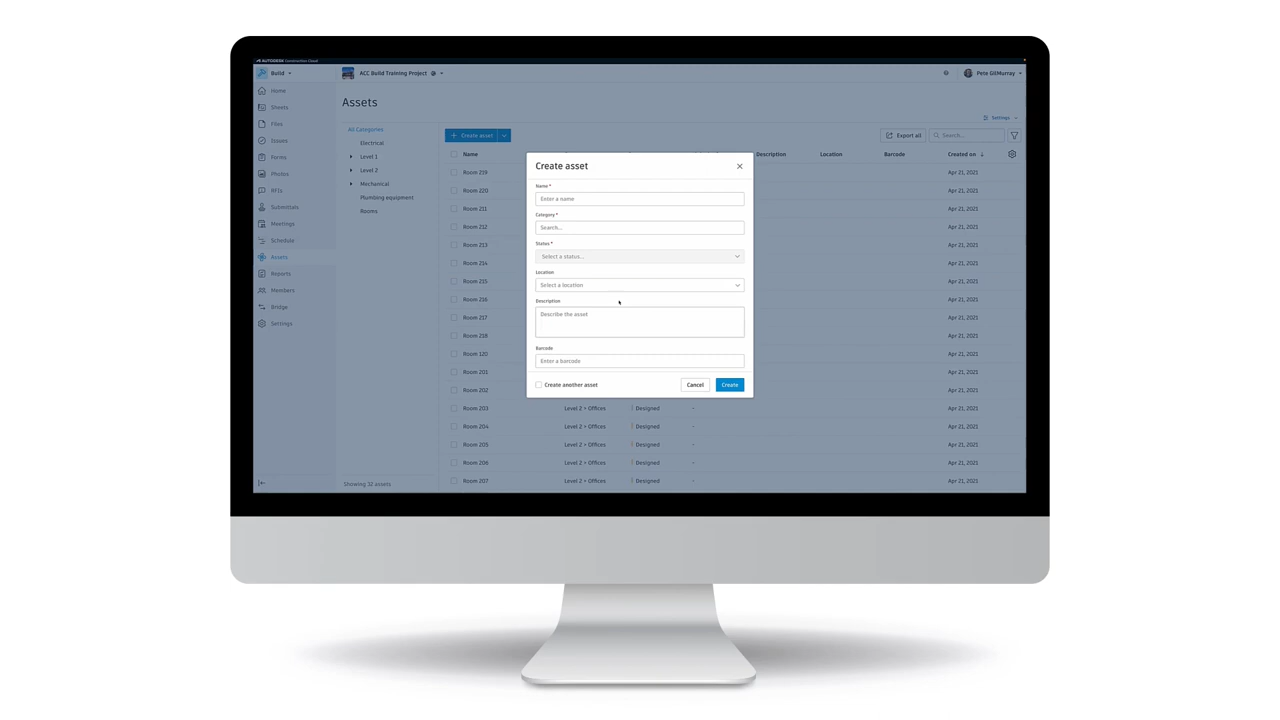 AUTODESK Construction Cloud
Build
ACC Build Training Project
Pete GilMurray
Home
Sheets
Files
Issues
Forms
Photos
RFIs
Submittals
Meetings
Schedule
Assets
Reports
Members
Bridge
Settings
Assets
Settings
All Categories
Electrical
Level 1
Level 2
Mechanical
Plumbing equipment
Rooms
Showing 32 assets
+ Create asset
Export all
Search...
Name Description Location Barcode Created on ↓
Room 219 Apr 21, 2021
Room 220 Apr 21, 2021
Room 211 Apr 21, 2021
Room 212 Apr 21, 2021
Room 213 Apr 21, 2021
Room 214 Apr 21, 2021
Room 215 Apr 21, 2021
Room 216 Apr 21, 2021
Room 217 Apr 21, 2021
Room 218 Apr 21, 2021
Room 120 Apr 21, 2021
Room 201 Apr 21, 2021
Room 202 Apr 21, 2021
Room 203 Level 2 > Offices Designed - Apr 21, 2021
Room 204 Level 2 > Offices Designed - Apr 21, 2021
Room 205 Level 2 > Offices Designed - Apr 21, 2021
Room 206 Level 2 > Offices Designed - Apr 21, 2021
Room 207 Level 2 > Offices Designed - Apr 21, 2021
Create asset
Name *
Enter a name
Category *
Search...
Status *
Select a status...
Location
Select a location
Description
Describe the asset
Barcode
Enter a barcode
Create another asset
Cancel
Create